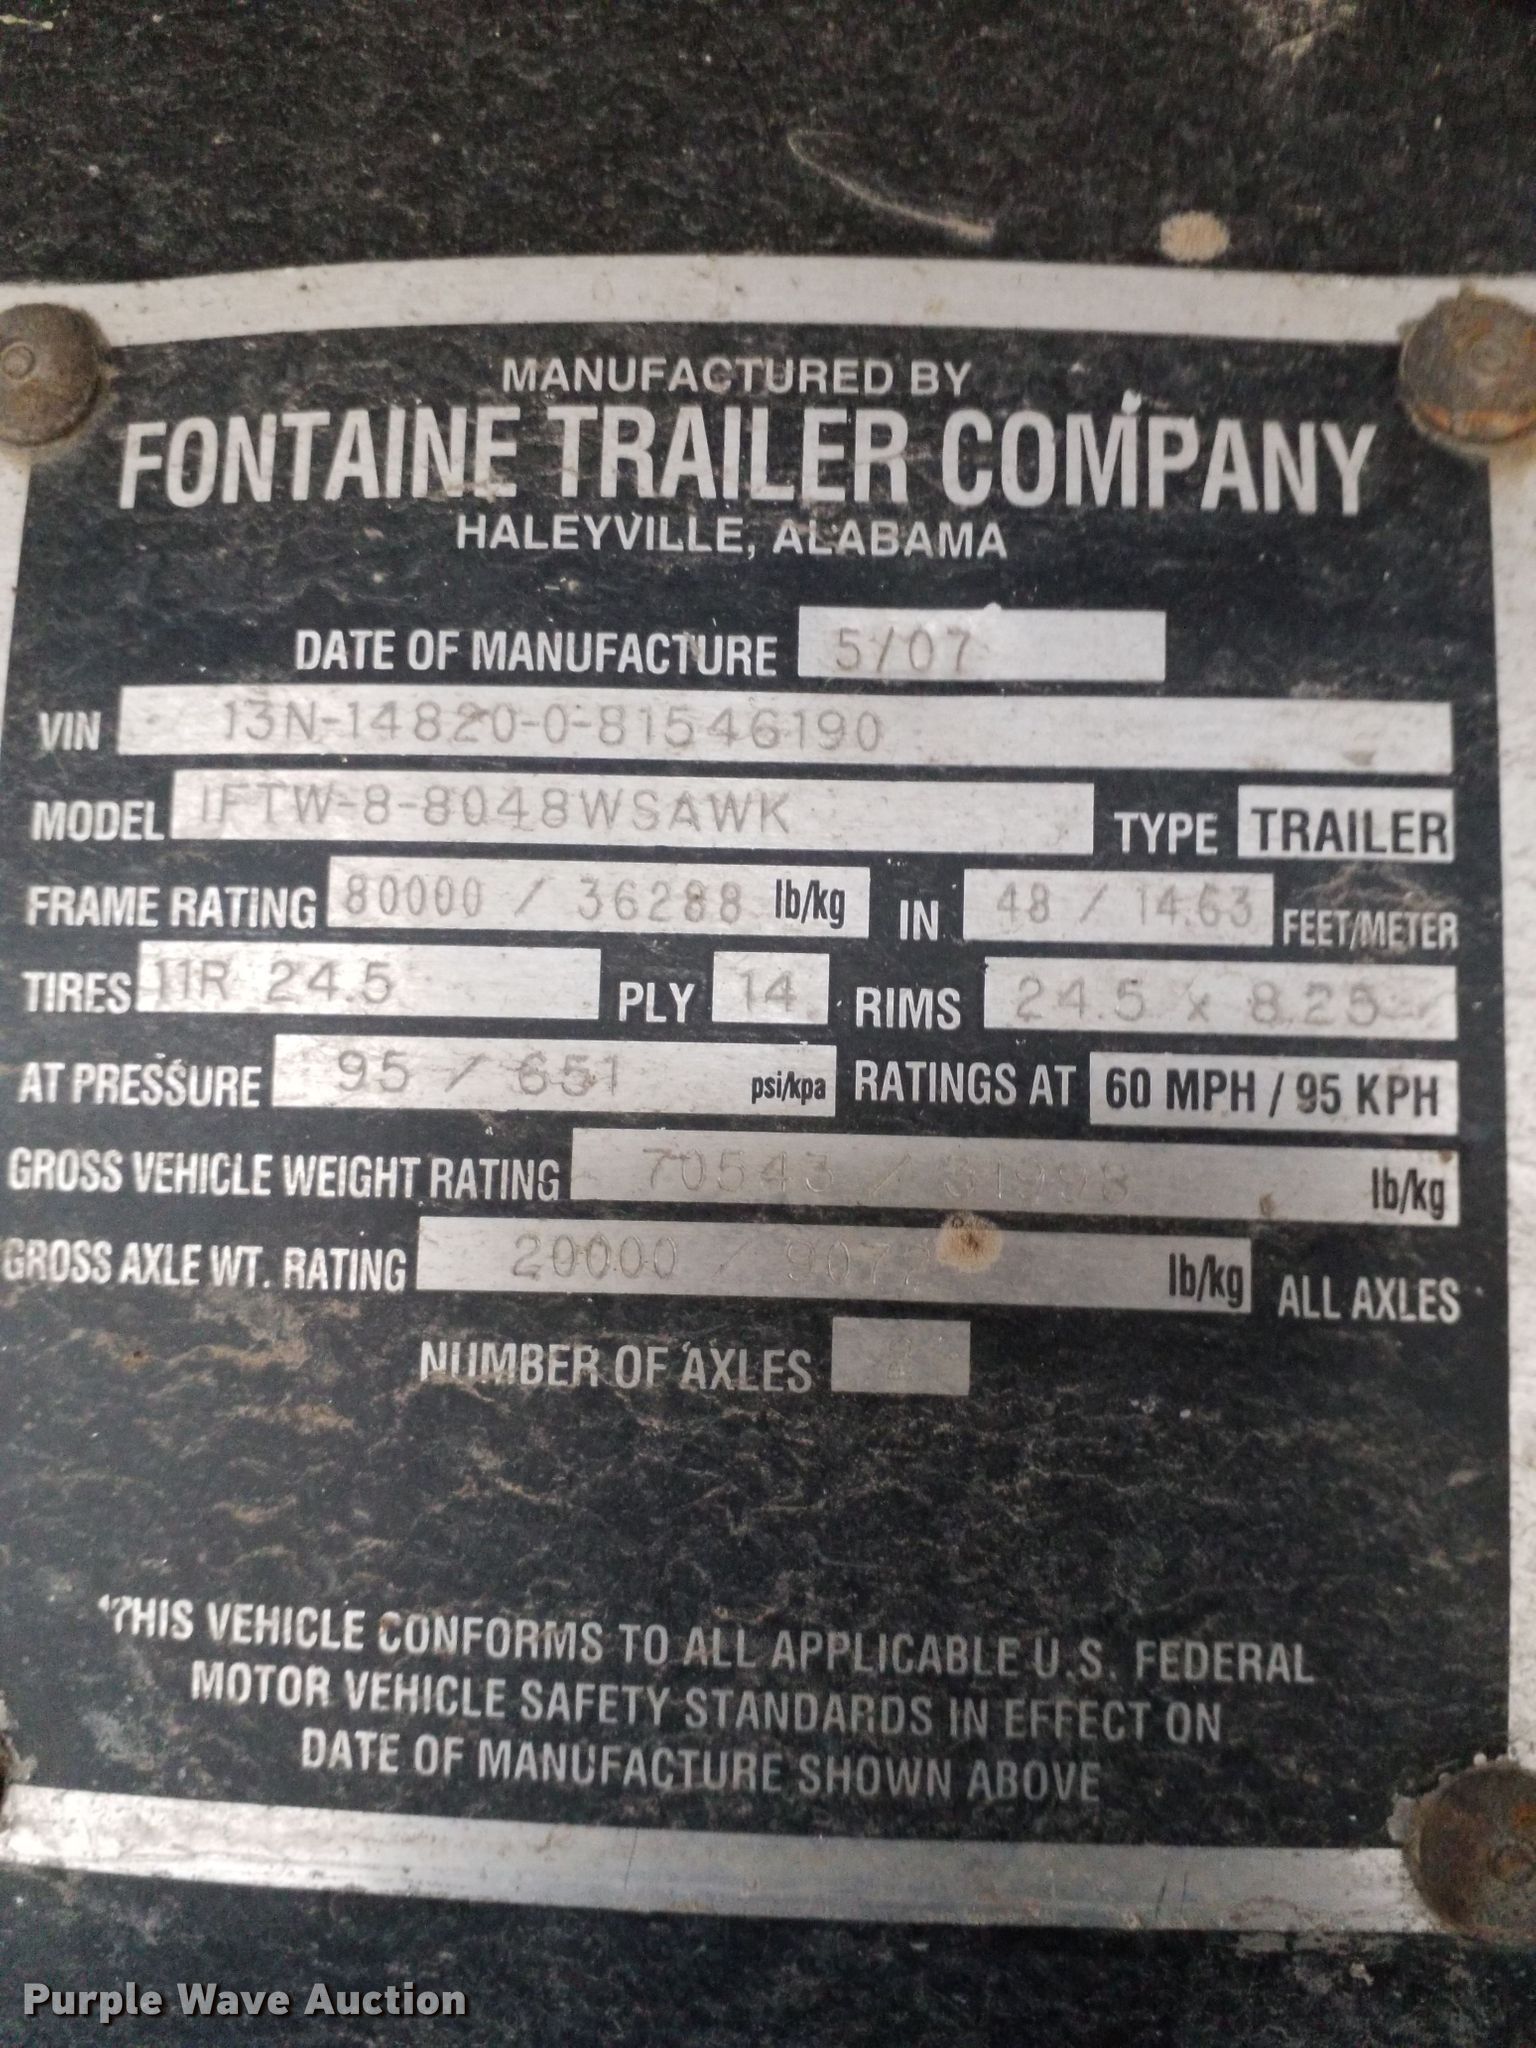 MANUFACTURED BY
FONTAINE TRAILER COMPANY
HALEYVILLE, ALABAMA
DATE OF MANUFACTURE 5/07
VIN 13N-14820-0-81546190
MODEL IFTW-8-8048WSAWK TYPE TRAILER
FRAME RATING 80000 / 36288 lb/kg IN 48 / 14.63 FEET/METER
TIRES 11R 24.5 PLY 14 RIMS 24.5 x 8.25
AT PRESSURE 95 / 651 psi/kpa RATINGS AT 60 MPH / 95 KPH
GROSS VEHICLE WEIGHT RATING 70543 / 31998 lb/kg
GROSS AXLE WT. RATING 20000 / 9072 lb/kg ALL AXLES
NUMBER OF AXLES 2
THIS VEHICLE CONFORMS TO ALL APPLICABLE U.S. FEDERAL
MOTOR VEHICLE SAFETY STANDARDS IN EFFECT ON
DATE OF MANUFACTURE SHOWN ABOVE
Purple Wave Auction